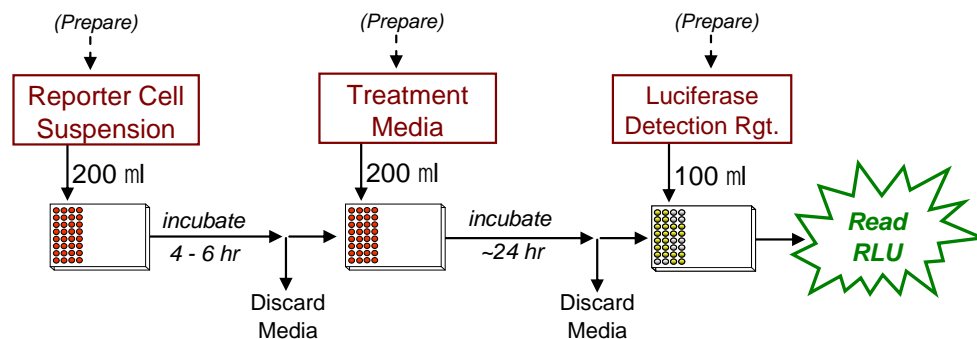 (Prepare)
(Prepare)
(Prepare)
Reporter Cell
Suspension
Treatment
Media
Luciferase
Detection Rgt.
200 ㎖
200 ㎖
100 ㎖
incubate
4 - 6 hr
incubate
~24 hr
Read
RLU
Discard
Media
Discard
Media